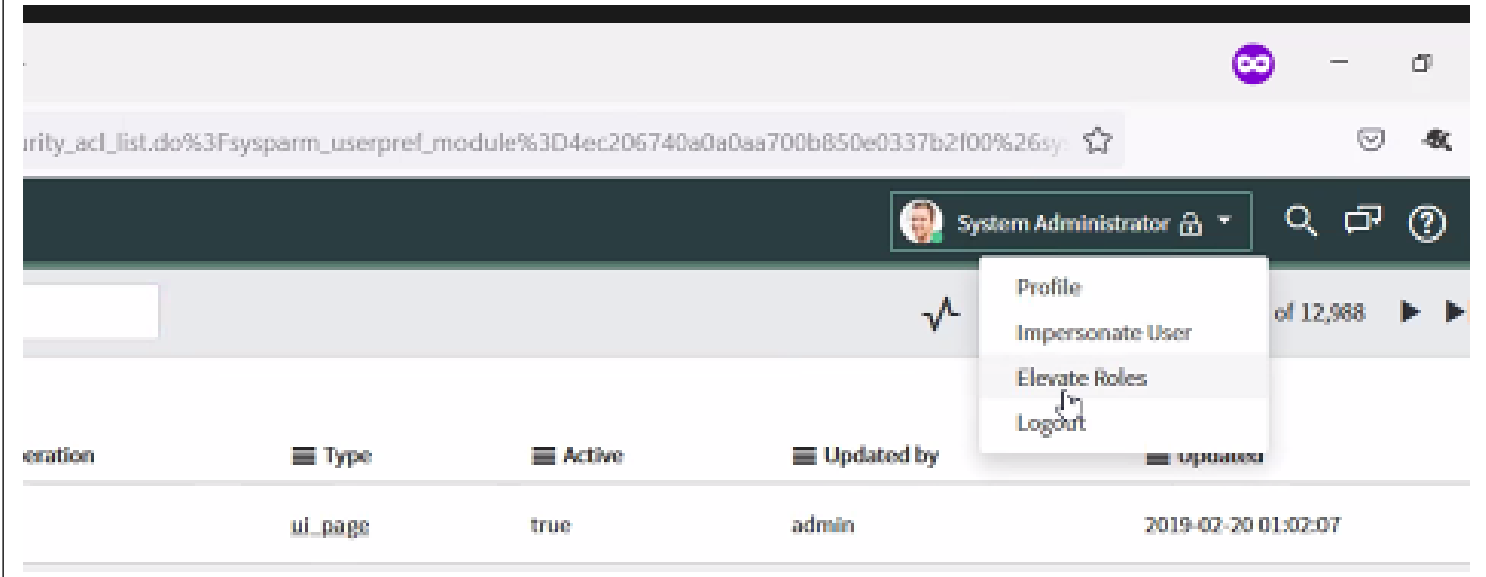 urity_acl_list.do%3Fsysparm_userpref_module%3D4ec206740a0a0aa700b850e0337b2f00%26sy
System Administrator
Profile
of 12,988
Impersonate User
Elevate Roles
Logout
eration Type Active Updated by Updated
ui_page true admin 2019-02-20 01:02:07